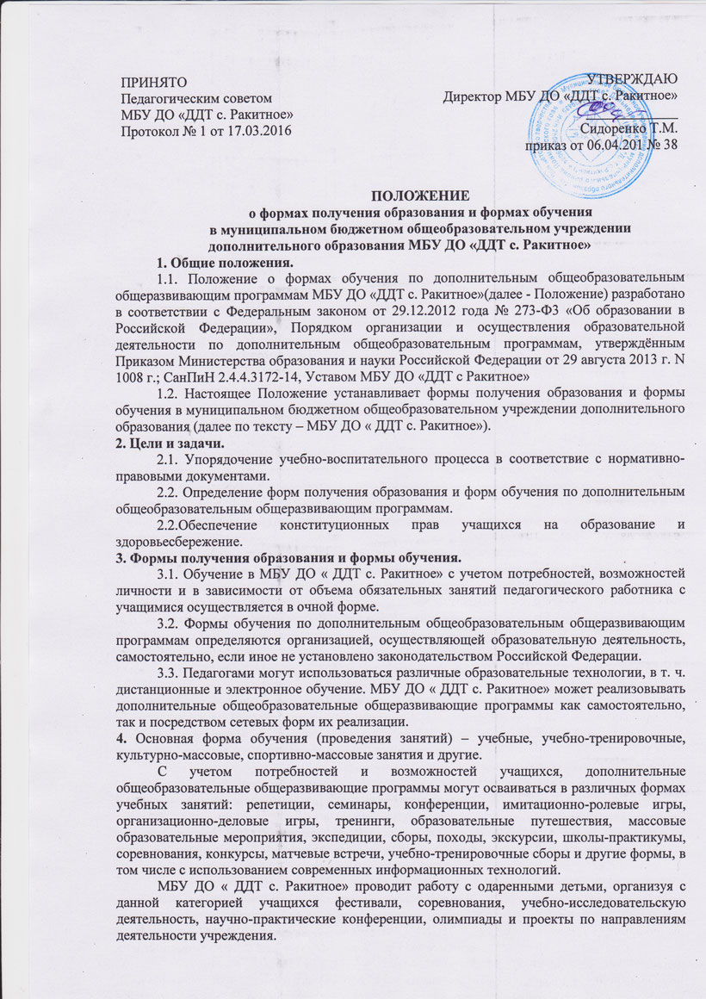 ПРИНЯТО
Педагогическим советом
МБУ ДО «ДДТ с. Ракитное»
Протокол № 1 от 17.03.2016
УТВЕРЖДАЮ
Директор МБУ ДО «ДДТ с. Ракитное»
Сидоренко Т.М.
приказ от 06.04.201 № 38
ПОЛОЖЕНИЕ
о формах получения образования и формах обучения
в муниципальном бюджетном общеобразовательном учреждении
дополнительного образования МБУ ДО «ДДТ с. Ракитное»
1. Общие положения.
1.1. Положение о формах обучения по дополнительным общеобразовательным
общеразвивающим программам МБУ ДО «ДДТ с. Ракитное»(далее - Положение) разработано
в соответствии с Федеральным законом от 29.12.2012 года № 273-ФЗ «Об образовании в
Российской Федерации», Порядком организации и осуществления образовательной
деятельности по дополнительным общеобразовательным программам, утверждённым
Приказом Министерства образования и науки Российской Федерации от 29 августа 2013 г. N
1008 г.; СанПиН 2.4.4.3172-14, Уставом МБУ ДО «ДДТ с Ракитное»
1.2. Настоящее Положение устанавливает формы получения образования и формы
обучения в муниципальном бюджетном общеобразовательном учреждении дополнительного
образования (далее по тексту – МБУ ДО « ДДТ с. Ракитное»).
2. Цели и задачи.
2.1. Упорядочение учебно-воспитательного процесса в соответствие с нормативно-
правовыми документами.
2.2. Определение форм получения образования и форм обучения по дополнительным
общеобразовательным общеразвивающим программам.
2.2.Обеспечение конституционных прав учащихся на образование и
здоровьесбережение.
3. Формы получения образования и формы обучения.
3.1. Обучение в МБУ ДО « ДДТ с. Ракитное» с учетом потребностей, возможностей
личности и в зависимости от объема обязательных занятий педагогического работника с
учащимися осуществляется в очной форме.
3.2. Формы обучения по дополнительным общеобразовательным общеразвивающим
программам определяются организацией, осуществляющей образовательную деятельность,
самостоятельно, если иное не установлено законодательством Российской Федерации.
3.3. Педагогами могут использоваться различные образовательные технологии, в т. ч.
дистанционные и электронное обучение. МБУ ДО « ДДТ с. Ракитное» может реализовывать
дополнительные общеобразовательные общеразвивающие программы как самостоятельно,
так и посредством сетевых форм их реализации.
4. Основная форма обучения (проведения занятий) – учебные, учебно-тренировочные,
культурно-массовые, спортивно-массовые занятия и другие.
С учетом потребностей и возможностей учащихся, дополнительные
общеобразовательные общеразвивающие программы могут осваиваться в различных формах
учебных занятий: репетиции, семинары, конференции, имитационно-ролевые игры,
организационно-деловые игры, тренинги, образовательные путешествия, массовые
образовательные мероприятия, экспедиции, сборы, походы, экскурсии, школы-практикумы,
соревнования, конкурсы, матчевые встречи, учебно-тренировочные сборы и другие формы, в
том числе с использованием современных информационных технологий.
МБУ ДО « ДДТ с. Ракитное» проводит работу с одаренными детьми, организуя с
данной категорией учащихся фестивали, соревнования, учебно-исследовательскую
деятельность, научно-практические конференции, олимпиады и проекты по направлениям
деятельности учреждения.